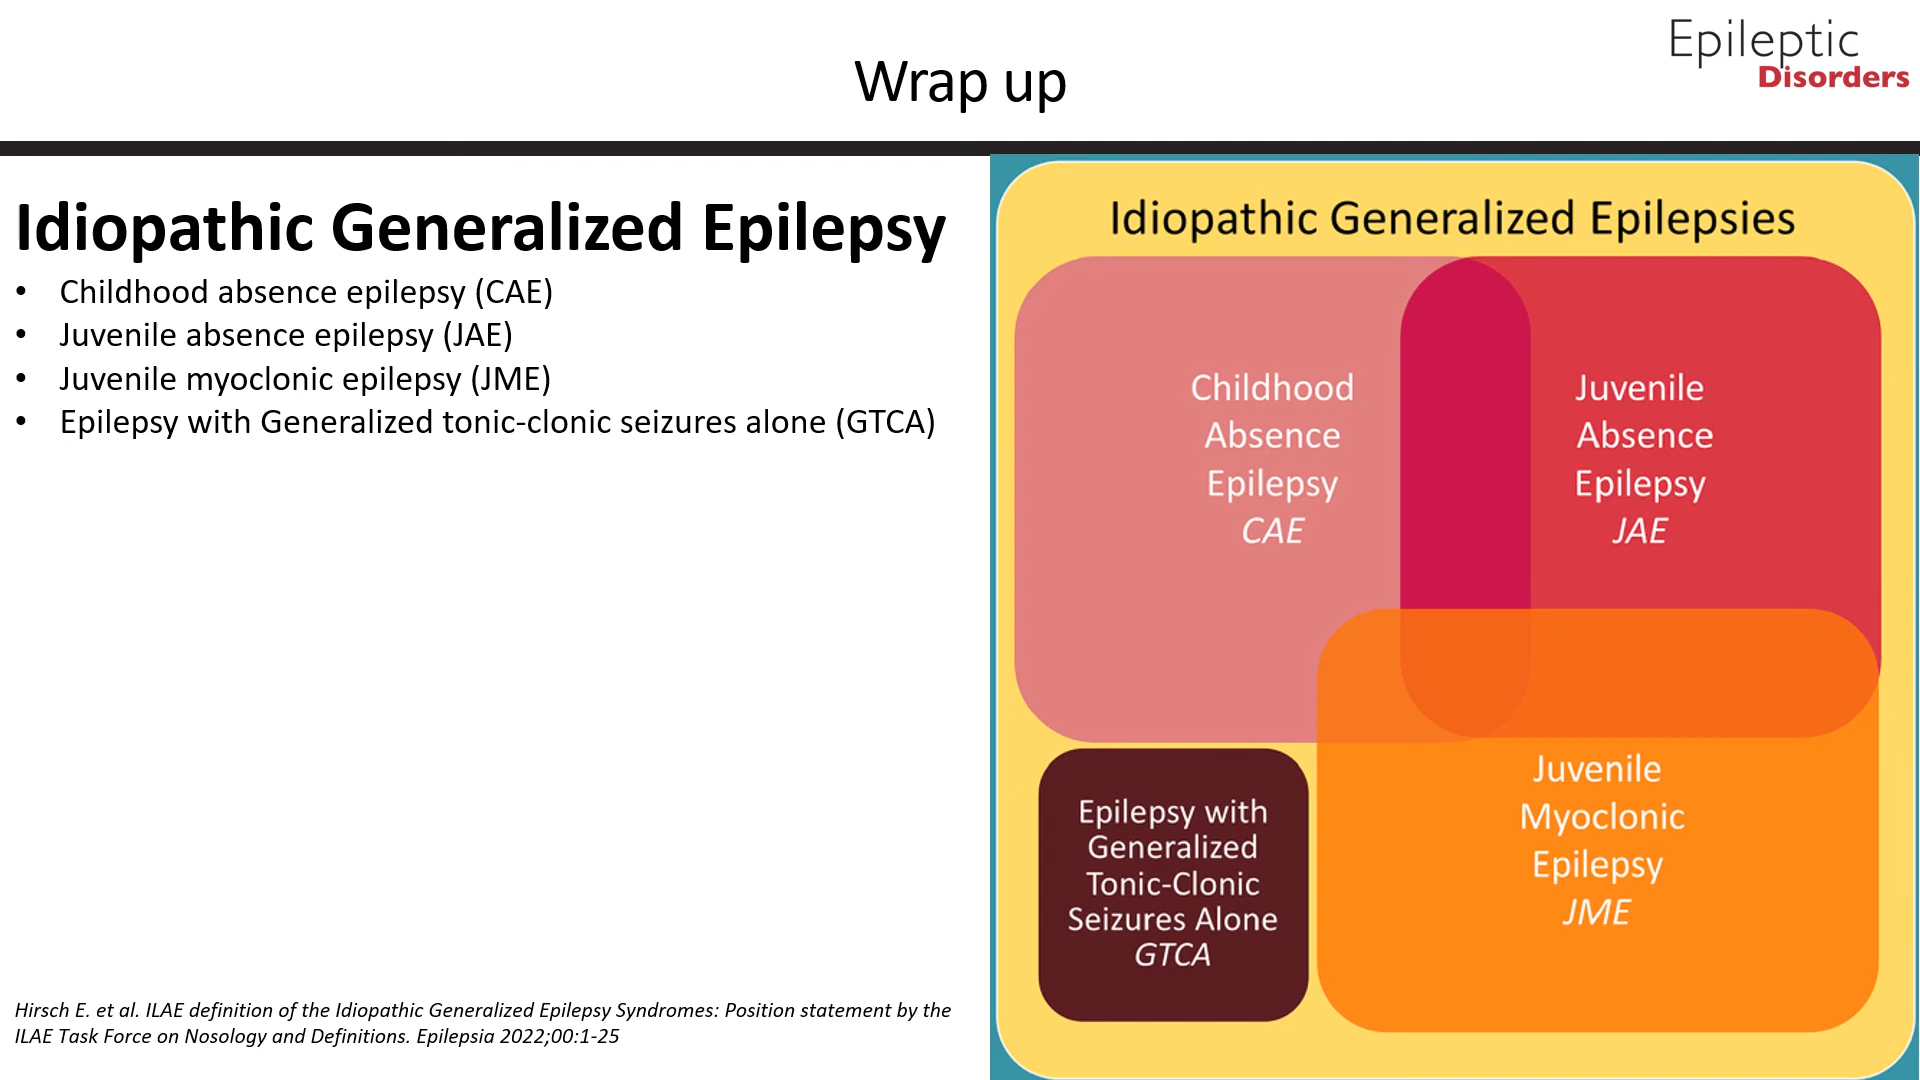 Wrap up
Epileptic
Disorders
Idiopathic Generalized Epilepsy
• Childhood absence epilepsy (CAE)
• Juvenile absence epilepsy (JAE)
• Juvenile myoclonic epilepsy (JME)
• Epilepsy with Generalized tonic-clonic seizures alone (GTCA)
Hirsch E. et al. ILAE definition of the Idiopathic Generalized Epilepsy Syndromes: Position statement by the
ILAE Task Force on Nosology and Definitions. Epilepsia 2022;00:1-25
Idiopathic Generalized Epilepsies
Childhood
Absence
Epilepsy
CAE
Juvenile
Absence
Epilepsy
JAE
Epilepsy with
Generalized
Tonic-Clonic
Seizures Alone
GTCA
Juvenile
Myoclonic
Epilepsy
JME